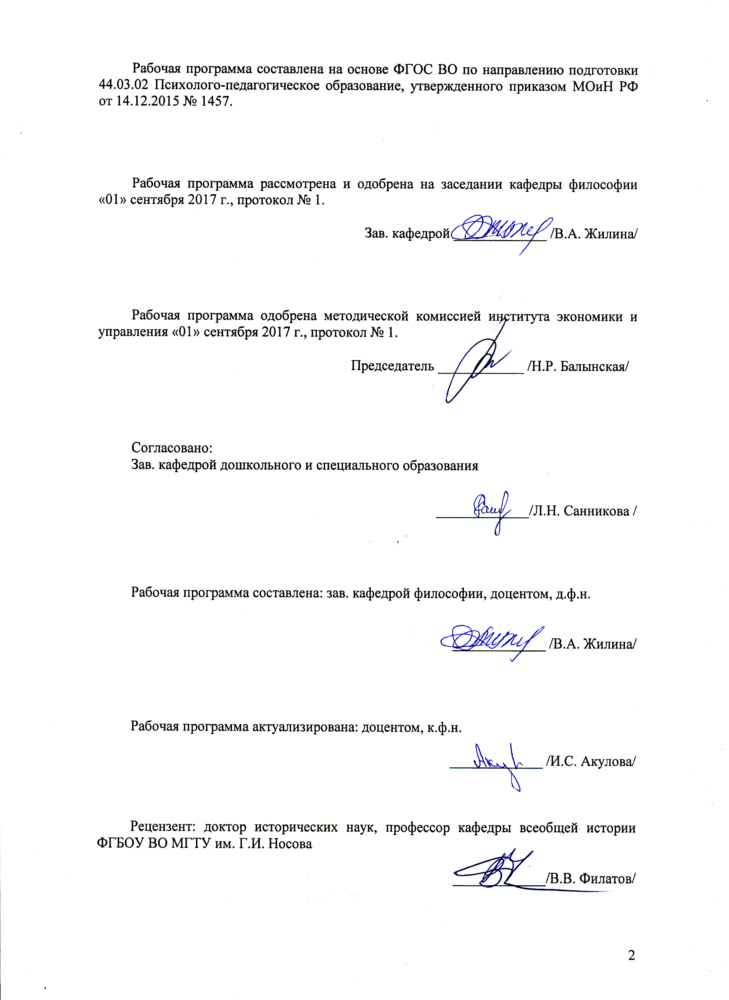 Рабочая программа составлена на основе ФГОС ВО по направлению подготовки
44.03.02 Психолого-педагогическое образование, утвержденного приказом МОиН РФ
от 14.12.2015 № 1457.
Рабочая программа рассмотрена и одобрена на заседании кафедры философии
«01» сентября 2017 г., протокол № 1.
Зав. кафедрой /В.А. Жилина/
Рабочая программа одобрена методической комиссией института экономики и
управления «01» сентября 2017 г., протокол № 1.
Председатель /Н.Р. Балынская/
Согласовано:
Зав. кафедрой дошкольного и специального образования
/Л.Н. Санникова /
Рабочая программа составлена: зав. кафедрой философии, доцентом, д.ф.н.
/В.А. Жилина/
Рабочая программа актуализирована: доцентом, к.ф.н.
/И.С. Акулова/
Рецензент: доктор исторических наук, профессор кафедры всеобщей истории
ФГБОУ ВО МГТУ им. Г.И. Носова
/В.В. Филатов/
2